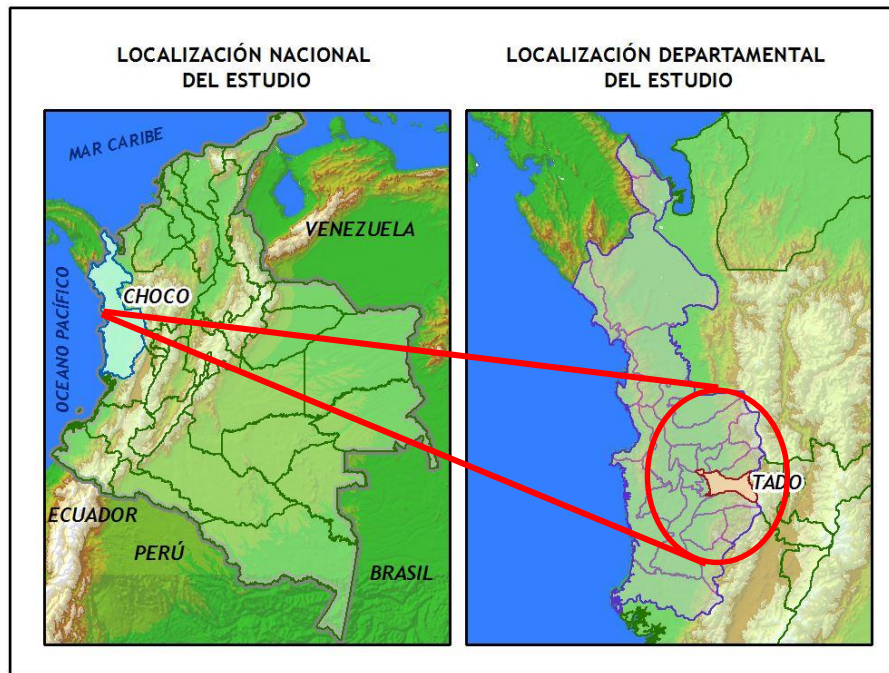 LOCALIZACIÓN NACIONAL
DEL ESTUDIO
LOCALIZACIÓN DEPARTAMENTAL
DEL ESTUDIO
MAR CARIBE
VENEZUELA
CHOCO
OCEANO PACÍFICO
ECUADOR
PERÚ
BRASIL
TADO